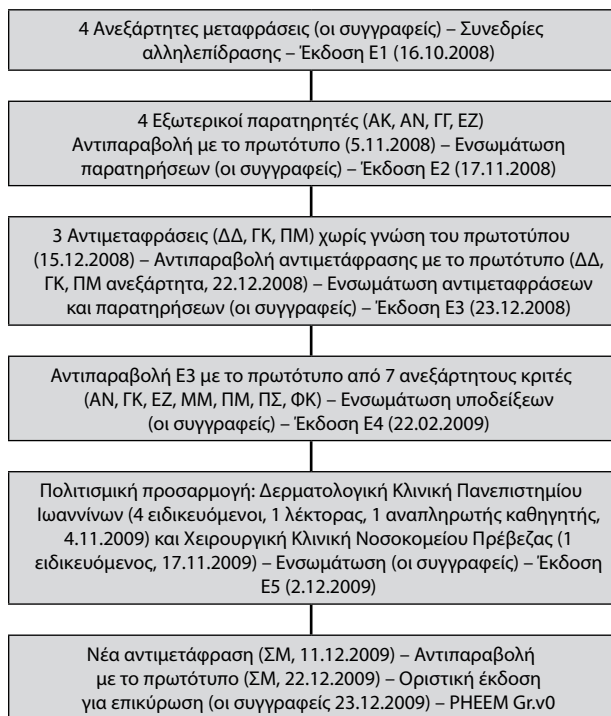 4 Ανεξάρτητες μεταφράσεις (οι συγγραφείς) – Συνεδρίες
αλληλεπίδρασης – Έκδοση Ε1 (16.10.2008)
4 Εξωτερικοί παρατηρητές (ΑΚ, ΑΝ, ΓΓ, ΕΖ)
Αντιπαραβολή με το πρωτότυπο (5.11.2008) – Ενσωμάτωση
παρατηρήσεων (οι συγγραφείς) – Έκδοση Ε2 (17.11.2008)
3 Αντιμεταφράσεις (ΔΔ, ΓΚ, ΠΜ) χωρίς γνώση του πρωτοτύπου
(15.12.2008) – Αντιπαραβολή αντιμετάφρασης με το πρωτότυπο (ΔΔ,
ΓΚ, ΠΜ ανεξάρτητα, 22.12.2008) – Ενσωμάτωση αντιμεταφράσεων
και παρατηρήσεων (οι συγγραφείς) – Έκδοση Ε3 (23.12.2008)
Αντιπαραβολή Ε3 με το πρωτότυπο από 7 ανεξάρτητους κριτές
(ΑΝ, ΓΚ, ΕΖ, ΜΜ, ΠΜ, ΠΣ, ΦΚ) – Ενσωμάτωση υποδείξεων
(οι συγγραφείς) – Έκδοση Ε4 (22.02.2009)
Πολιτισμική προσαρμογή: Δερματολογική Κλινική Πανεπιστημίου
Ιωαννίνων (4 ειδικευόμενοι, 1 λέκτορας, 1 αναπληρωτής καθηγητής,
4.11.2009) και Χειρουργική Κλινική Νοσοκομείου Πρέβεζας (1
ειδικευόμενος, 17.11.2009) – Ενσωμάτωση (οι συγγραφείς) – Έκδοση
Ε5 (2.12.2009)
Νέα αντιμετάφραση (ΣΜ, 11.12.2009) – Αντιπαραβολή
με το πρωτότυπο (ΣΜ, 22.12.2009) – Οριστική έκδοση
για επικύρωση (οι συγγραφείς 23.12.2009) – PHEEM Gr.v0